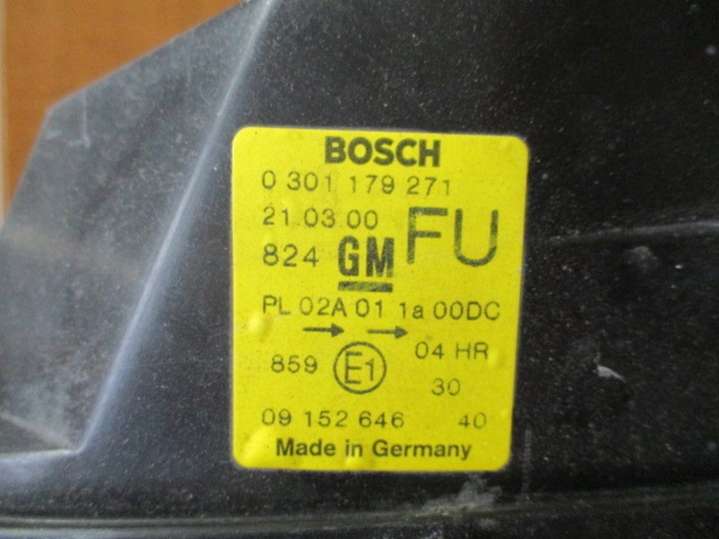 BOSCH
0 301 179 271
21.03.00 FU
824 GM
PL 02A 01 1a 00DC
859 E1 04 HR
30
09 152 646 40
Made in Germany